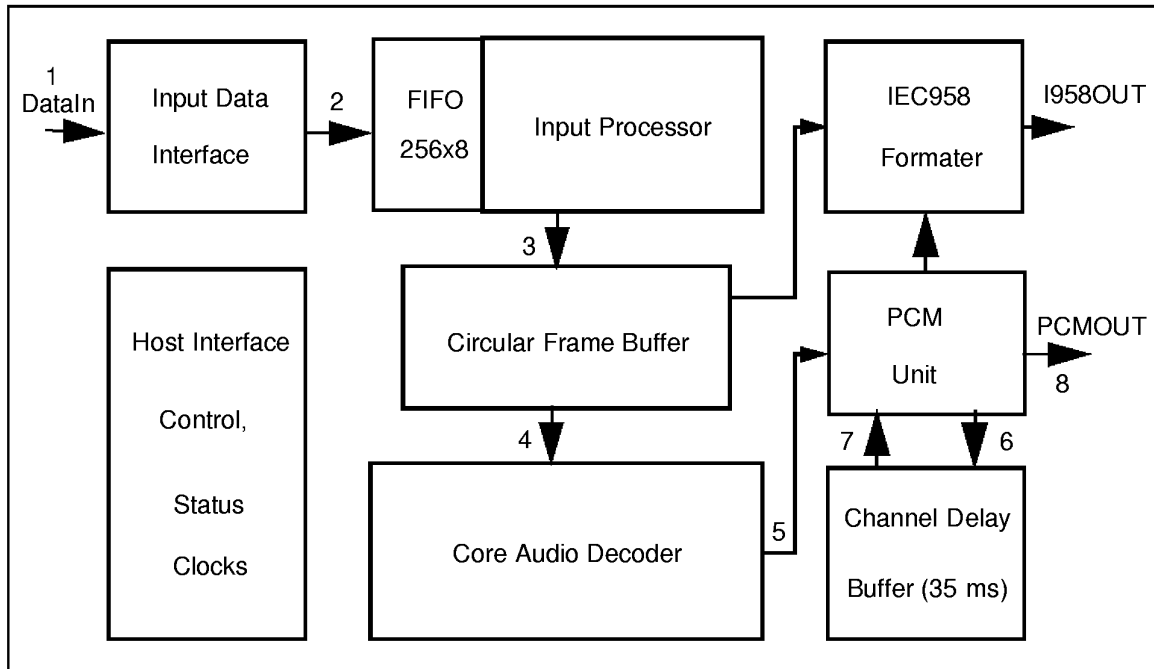 1
DataIn
Input Data
Interface
2
FIFO
256x8
Input Processor
IEC958
Formater
I958OUT
3
Host Interface
Control,
Status
Clocks
Circular Frame Buffer
PCM
Unit
PCMOUT
8
4
7
6
Core Audio Decoder
5
Channel Delay
Buffer (35 ms)